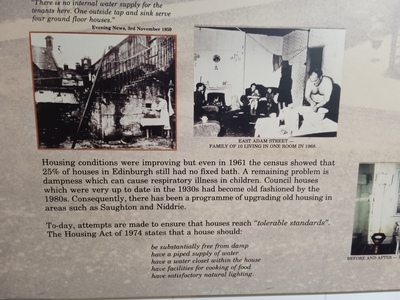 "There is no internal water supply for the
tenants here. One outside tap and sink serve
four ground floor houses."
Evening News, 3rd November 1959
EAST ADAM STREET —
FAMILY OF 10 LIVING IN ONE ROOM IN 1968.
Housing conditions were improving but even in 1961 the census showed that
25% of houses in Edinburgh still had no fixed bath. A remaining problem is
dampness which can cause respiratory illness in children. Council houses
which were very up to date in the 1930s had become old fashioned by the
1980s. Consequently, there has been a programme of upgrading old housing in
areas such as Saughton and Niddrie.
To-day, attempts are made to ensure that houses reach "tolerable standards".
The Housing Act of 1974 states that a house should:
be substantially free from damp
have a piped supply of water
have a water closet within the house
have facilities for cooking of food
have satisfactory natural lighting.
BEFORE AND AFTER —